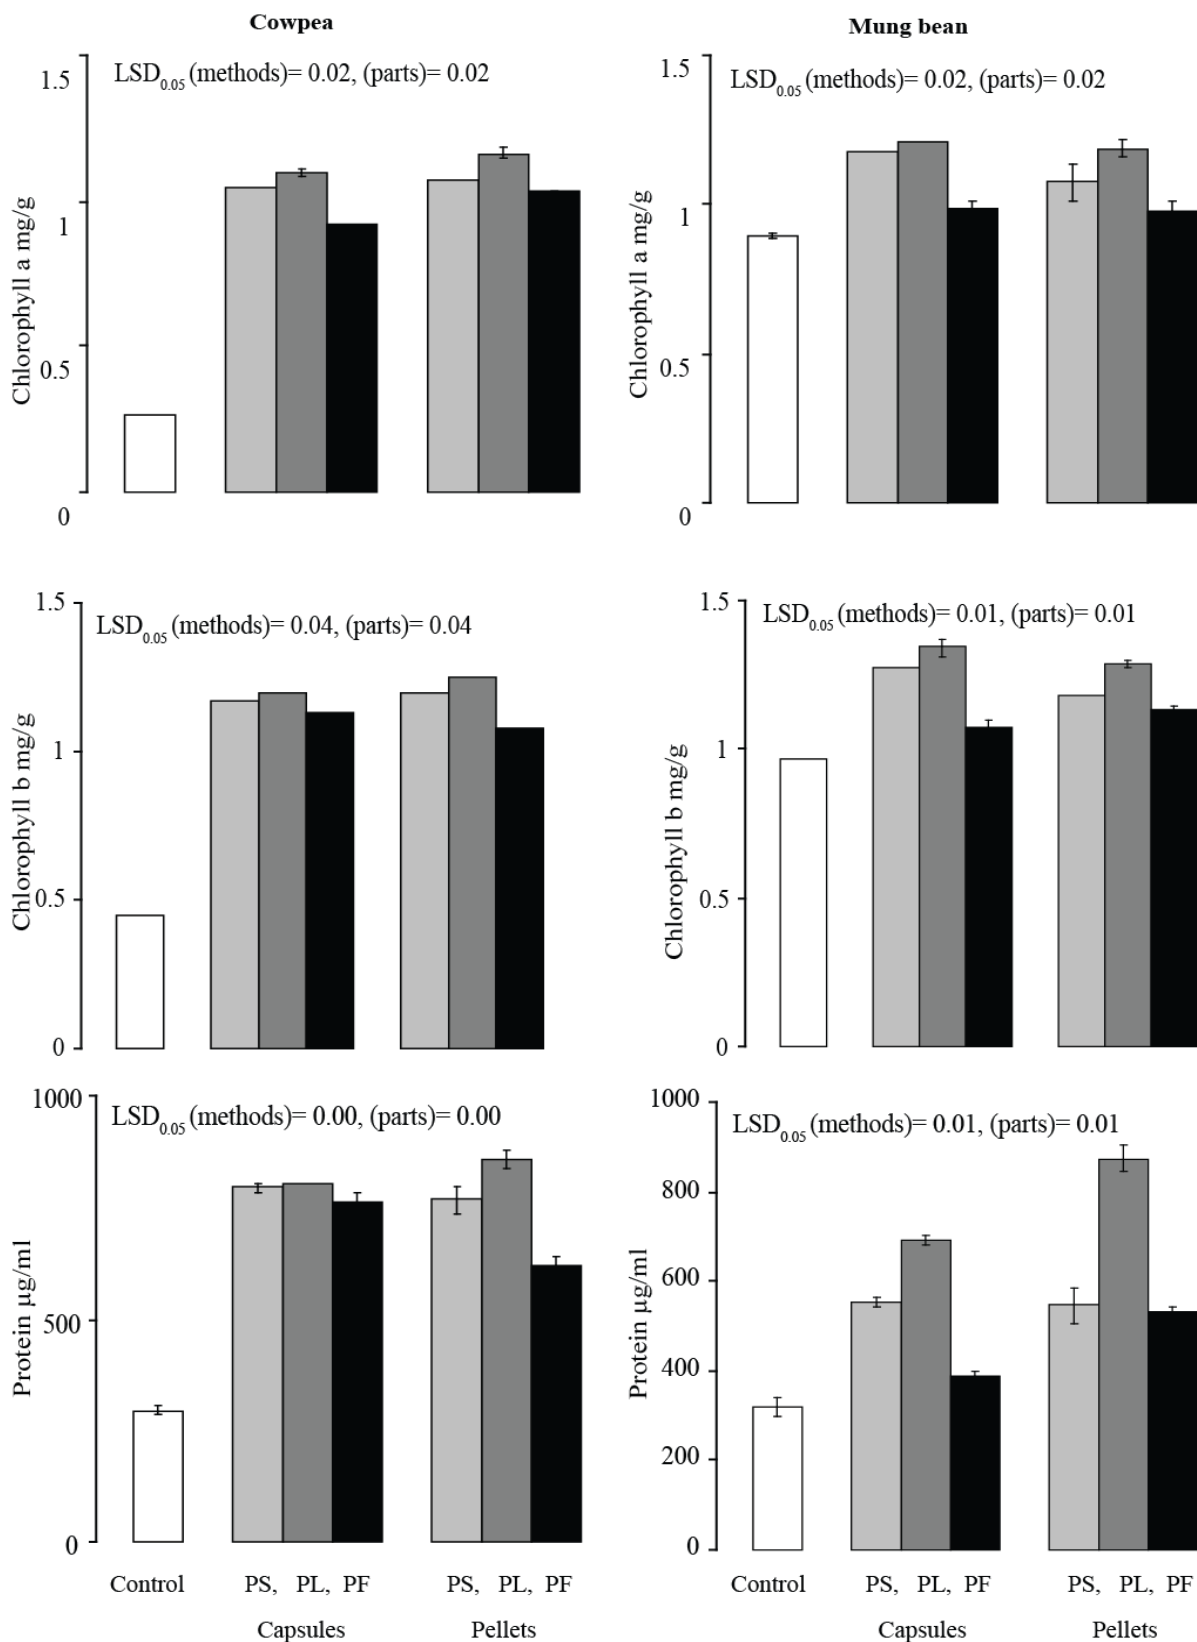 Cowpea
Mung bean
LSD0.05 (methods)= 0.02, (parts)= 0.02
1.5
1
0.5
0
Chlorophyll a mg/g
LSD0.05 (methods)= 0.02, (parts)= 0.02
1.5
1
0.5
0
Chlorophyll a mg/g
LSD0.05 (methods)= 0.04, (parts)= 0.04
1.5
1
0.5
0
Chlorophyll b mg/g
LSD0.05 (methods)= 0.01, (parts)= 0.01
1.5
1
0.5
0
Chlorophyll b mg/g
LSD0.05 (methods)= 0.00, (parts)= 0.00
1000
500
0
Protein µg/ml
LSD0.05 (methods)= 0.01, (parts)= 0.01
1000
800
600
400
200
0
Protein µg/ml
Control PS, PL, PF PS, PL, PF
Capsules Pellets
Control PS, PL, PF PS, PL, PF
Capsules Pellets